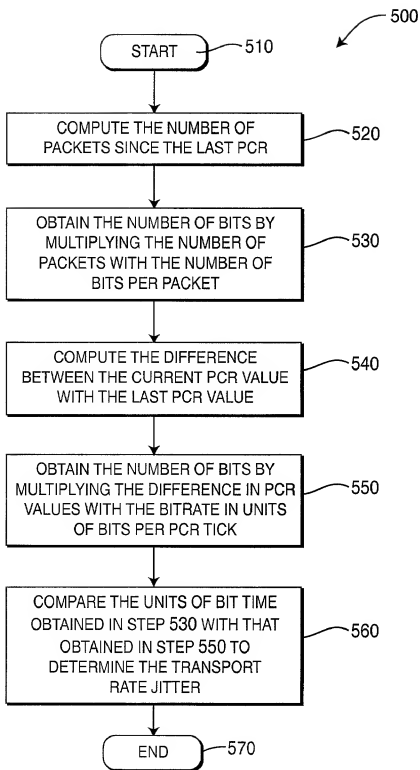 500
START
510
COMPUTE THE NUMBER OF
PACKETS SINCE THE LAST PCR
520
OBTAIN THE NUMBER OF BITS BY
MULTIPLYING THE NUMBER OF
PACKETS WITH THE NUMBER OF
BITS PER PACKET
530
COMPUTE THE DIFFERENCE
BETWEEN THE CURRENT PCR VALUE
WITH THE LAST PCR VALUE
540
OBTAIN THE NUMBER OF BITS BY
MULTIPLYING THE DIFFERENCE IN PCR
VALUES WITH THE BITRATE IN UNITS
OF BITS PER PCR TICK
550
COMPARE THE UNITS OF BIT TIME
OBTAINED IN STEP 530 WITH THAT
OBTAINED IN STEP 550 TO
DETERMINE THE TRANSPORT
RATE JITTER
560
END
570